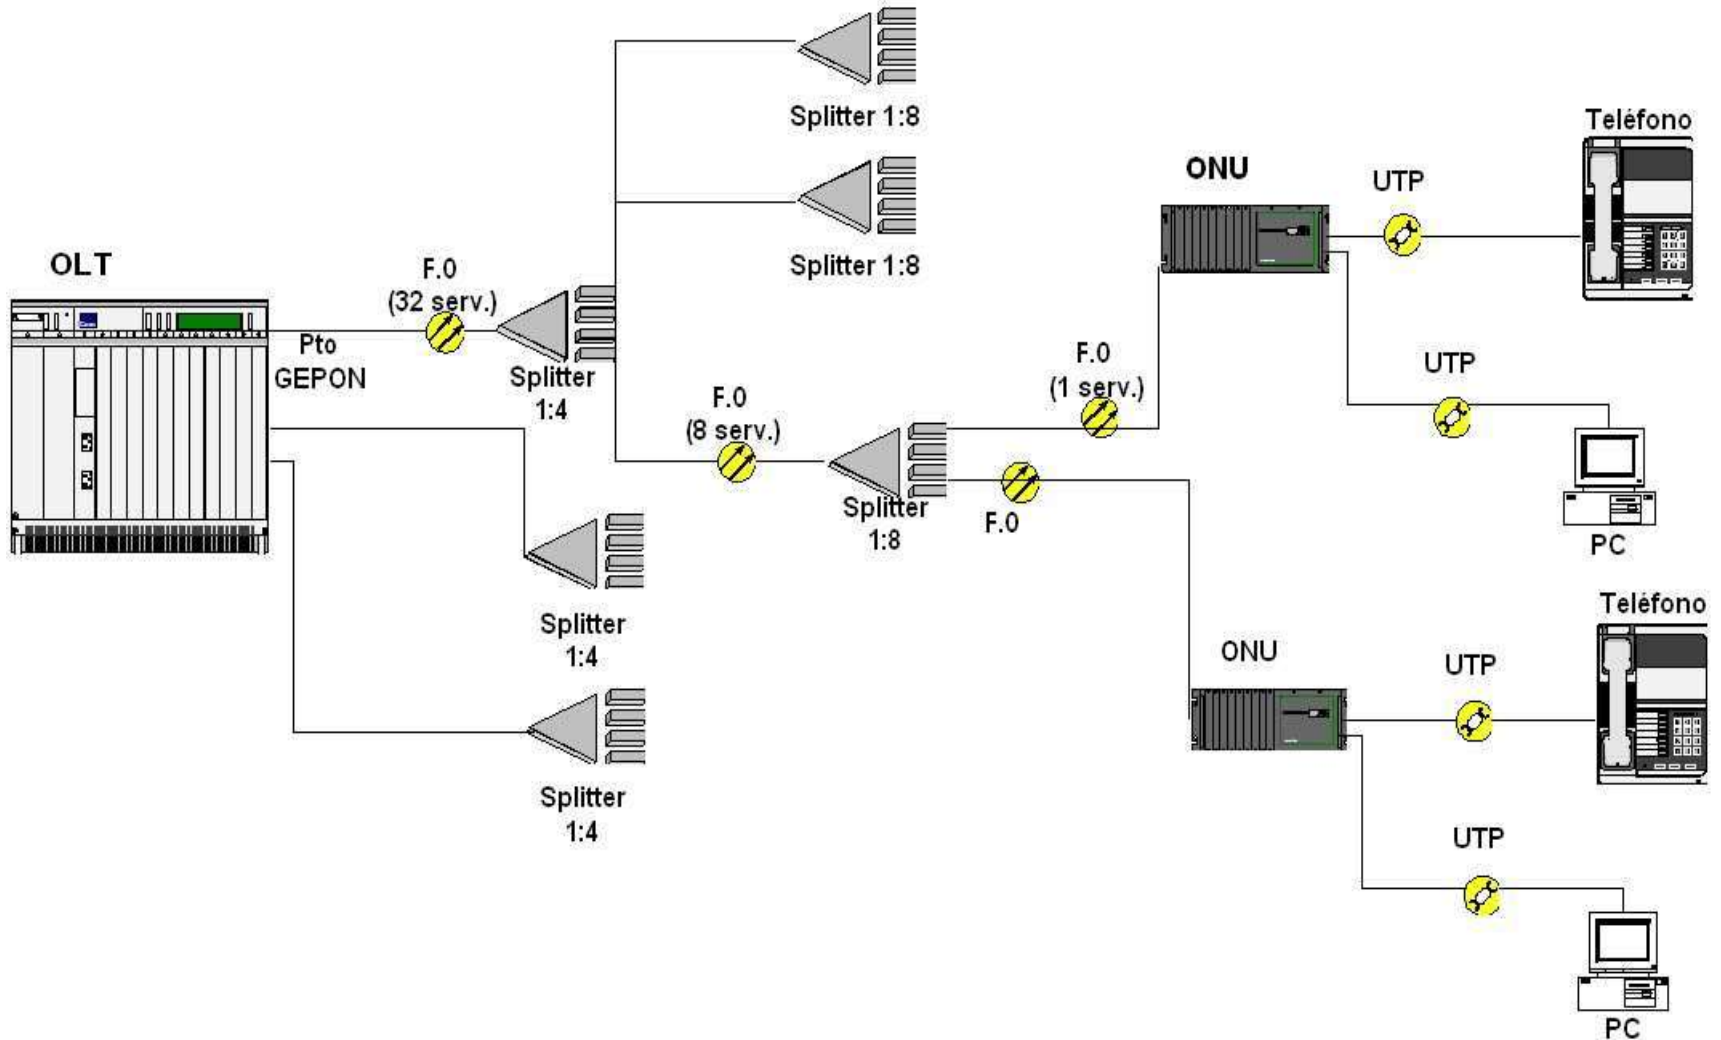 Splitter 1:8
Splitter 1:8
OLT
F.0
(32 serv.)
Pto
GEPON
Splitter
1:4
F.0
(8 serv.)
Splitter
1:8
F.0
(1 serv.)
F.0
Splitter
1:4
Splitter
1:4
ONU
UTP
Teléfono
UTP
PC
ONU
UTP
Teléfono
UTP
PC